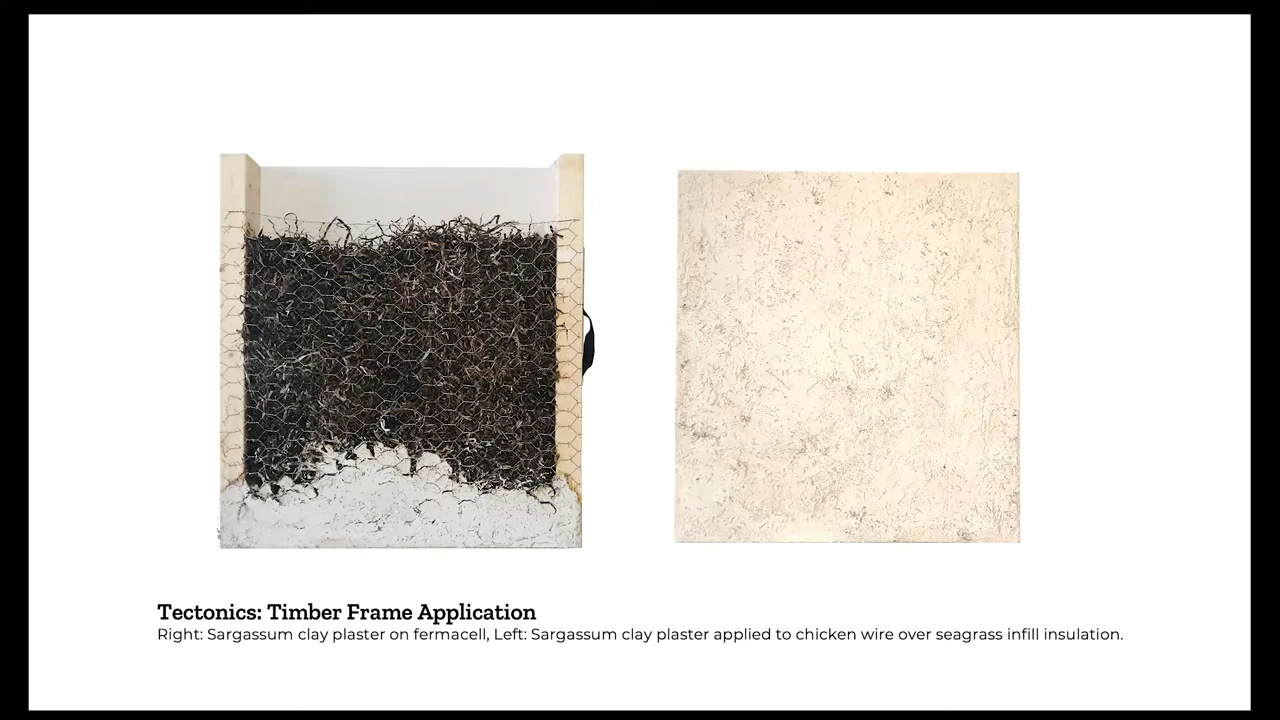 Tectonics: Timber Frame Application
Right: Sargassum clay plaster on fermacell, Left: Sargassum clay plaster applied to chicken wire over seagrass infill insulation.